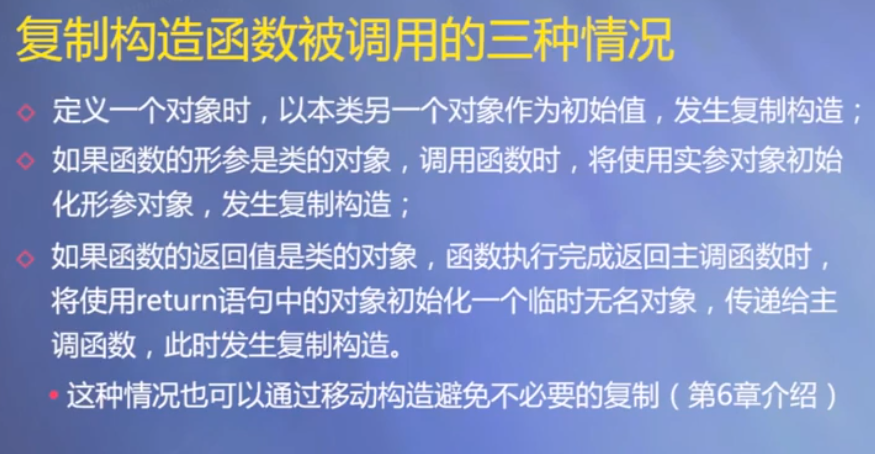 复制构造函数被调用的三种情况
◇ 定义一个对象时，以本类另一个对象作为初始值，发生复制构造；
◇ 如果函数的形参是类的对象，调用函数时，将使用实参对象初始
化形参对象，发生复制构造；
◇ 如果函数的返回值是类的对象，函数执行完成返回主调函数时，
将使用return语句中的对象初始化一个临时无名对象，传递给主
调函数，此时发生复制构造。
• 这种情况也可以通过移动构造避免不必要的复制（第6章介绍）